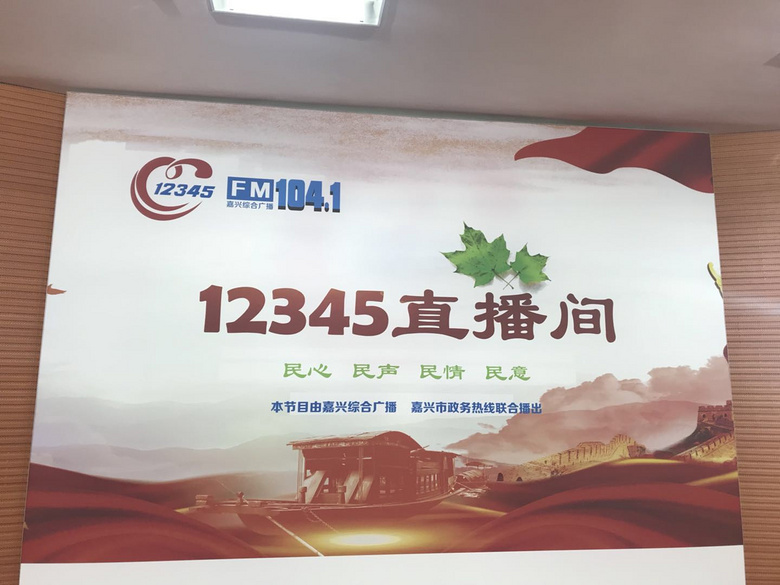 12345
FM104.1
嘉兴综合广播
12345直播间
民心 民声 民情 民意
本节目由嘉兴综合广播 嘉兴市政务热线联合播出